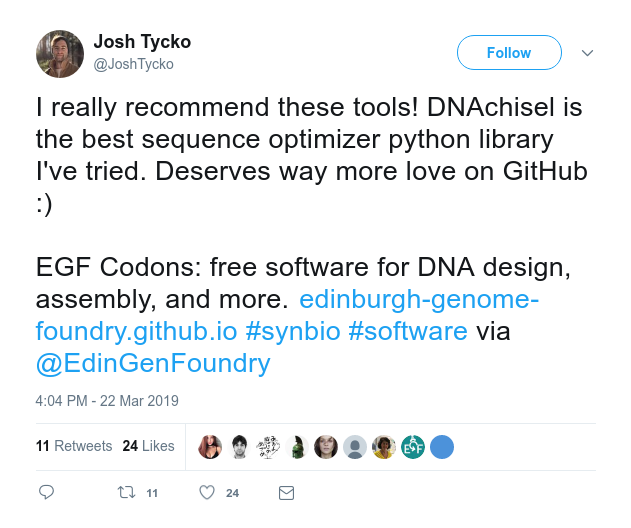 Josh Tycko
@JoshTycko
Follow
I really recommend these tools! DNAchisel is
the best sequence optimizer python library
I've tried. Deserves way more love on GitHub
:)
EGF Codons: free software for DNA design,
assembly, and more. edinburgh-genome-
foundry.github.io #synbio #software via
@EdinGenFoundry
4:04 PM - 22 Mar 2019
11 Retweets 24 Likes
11 24